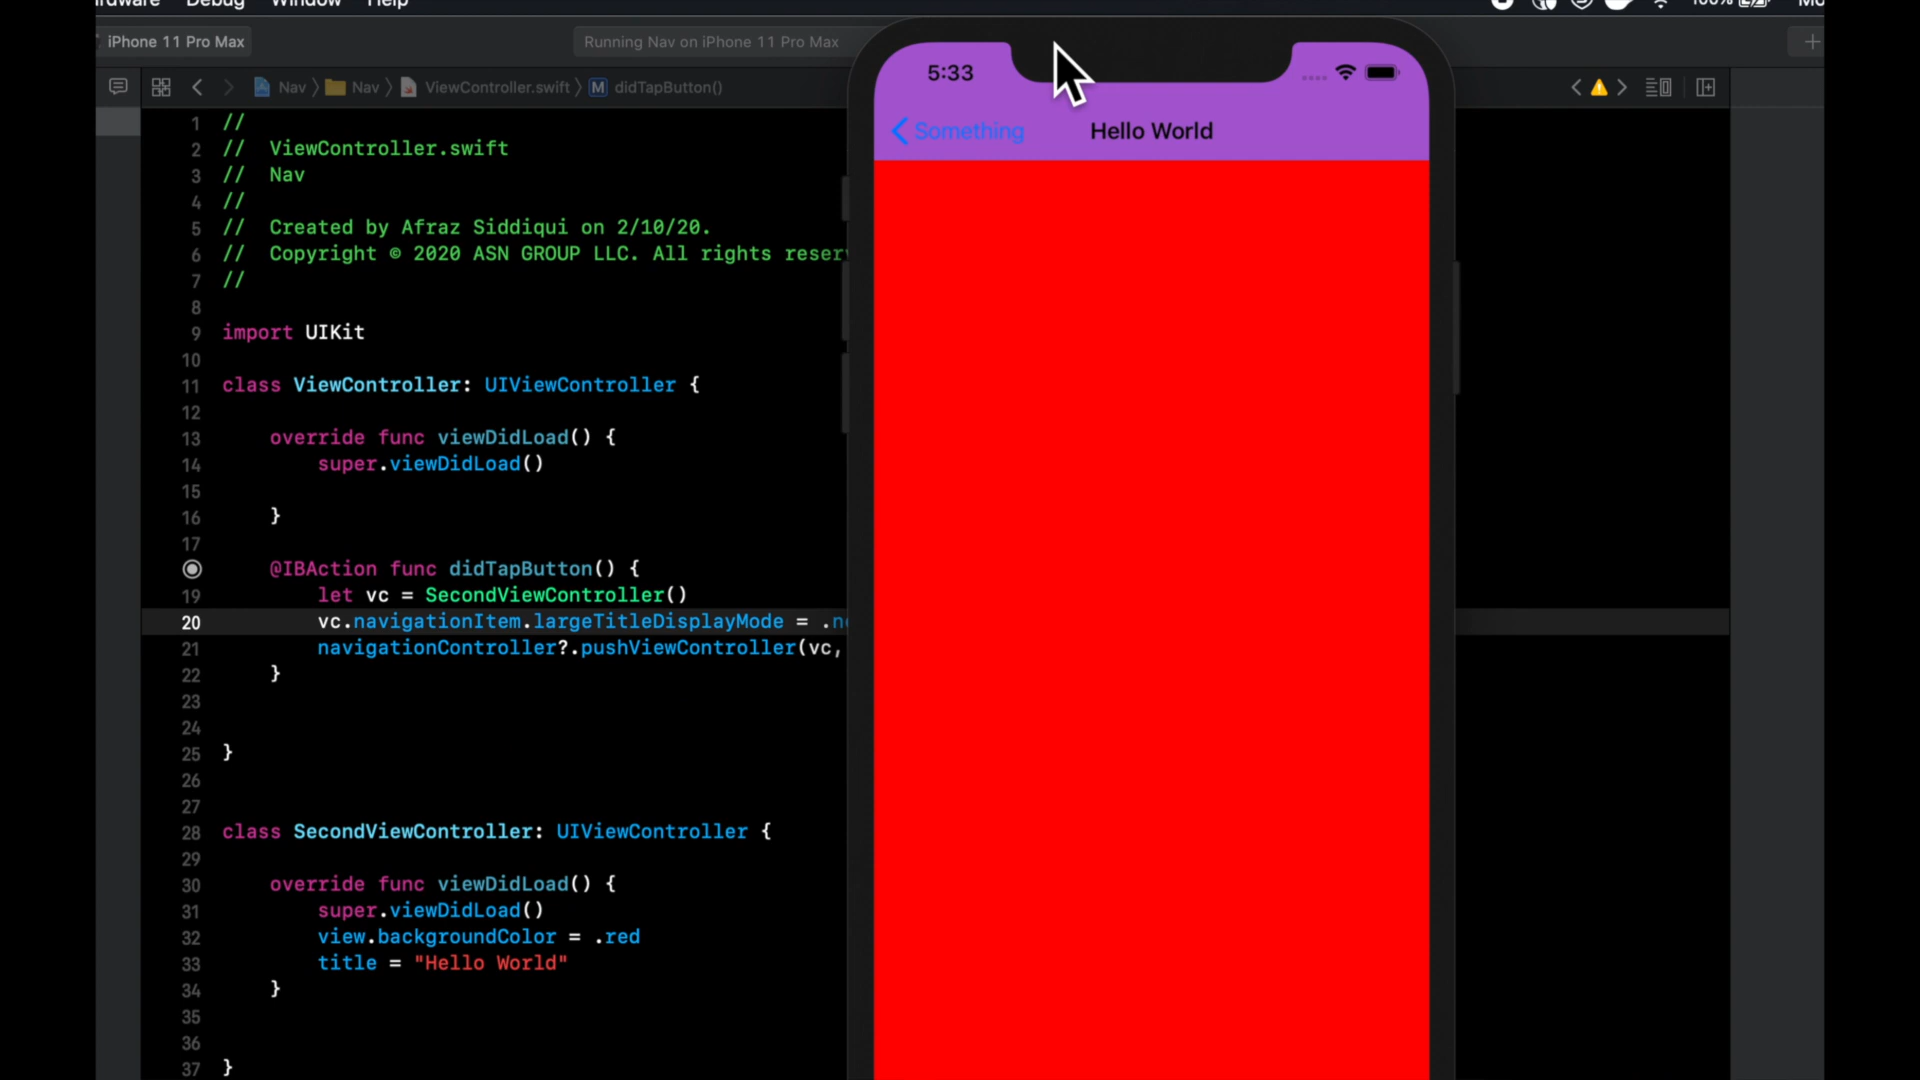 Debug Window Help
100%
iPhone 11 Pro Max
Running Nav on iPhone 11 Pro Max
Nav
Nav
ViewController.swift
M
didTapButton()
1 //
2 // ViewController.swift
3 // Nav
4 //
5 // Created by Afraz Siddiqui on 2/10/20.
6 // Copyright © 2020 ASN GROUP LLC. All rights
7 //
8
9 import UIKit
10
11 class ViewController: UIViewController {
12
13 override func viewDidLoad() {
14 super.viewDidLoad()
15
16 }
17
@IBAction func didTapButton() {
19 let vc = SecondViewController()
20 vc.navigationItem.largeTitleDisplayMode =
21 navigationController?.pushViewController(vc,
22 }
23
24
25 }
26
27
28 class SecondViewController: UIViewController {
29
30 override func viewDidLoad() {
31 super.viewDidLoad()
32 view.backgroundColor = .red
33 title = "Hello World"
34 }
35
36
37 }
5:33
Something
Hello World